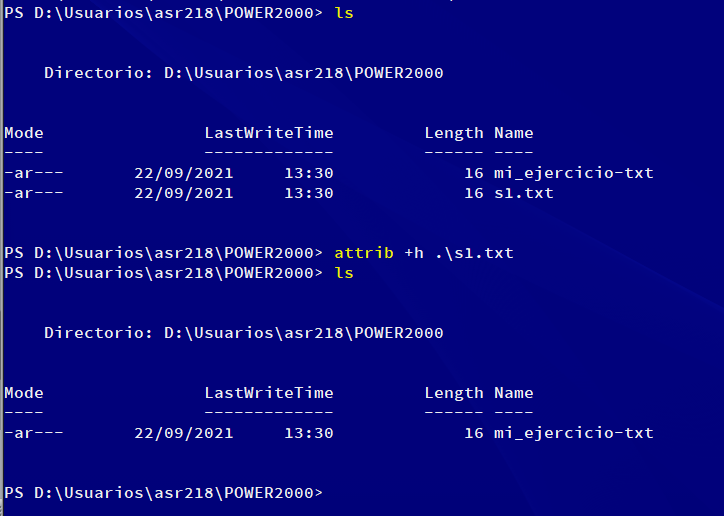 PS D:\Usuarios\asr218\POWER2000> ls
Directorio: D:\Usuarios\asr218\POWER2000
Mode LastWriteTime Length Name
---- ------------- ------ ----
-ar--- 22/09/2021 13:30 16 mi_ejercicio-txt
-ar--- 22/09/2021 13:30 16 s1.txt
PS D:\Usuarios\asr218\POWER2000> attrib +h .\s1.txt
PS D:\Usuarios\asr218\POWER2000> ls
Directorio: D:\Usuarios\asr218\POWER2000
Mode LastWriteTime Length Name
---- ------------- ------ ----
-ar--- 22/09/2021 13:30 16 mi_ejercicio-txt
PS D:\Usuarios\asr218\POWER2000>